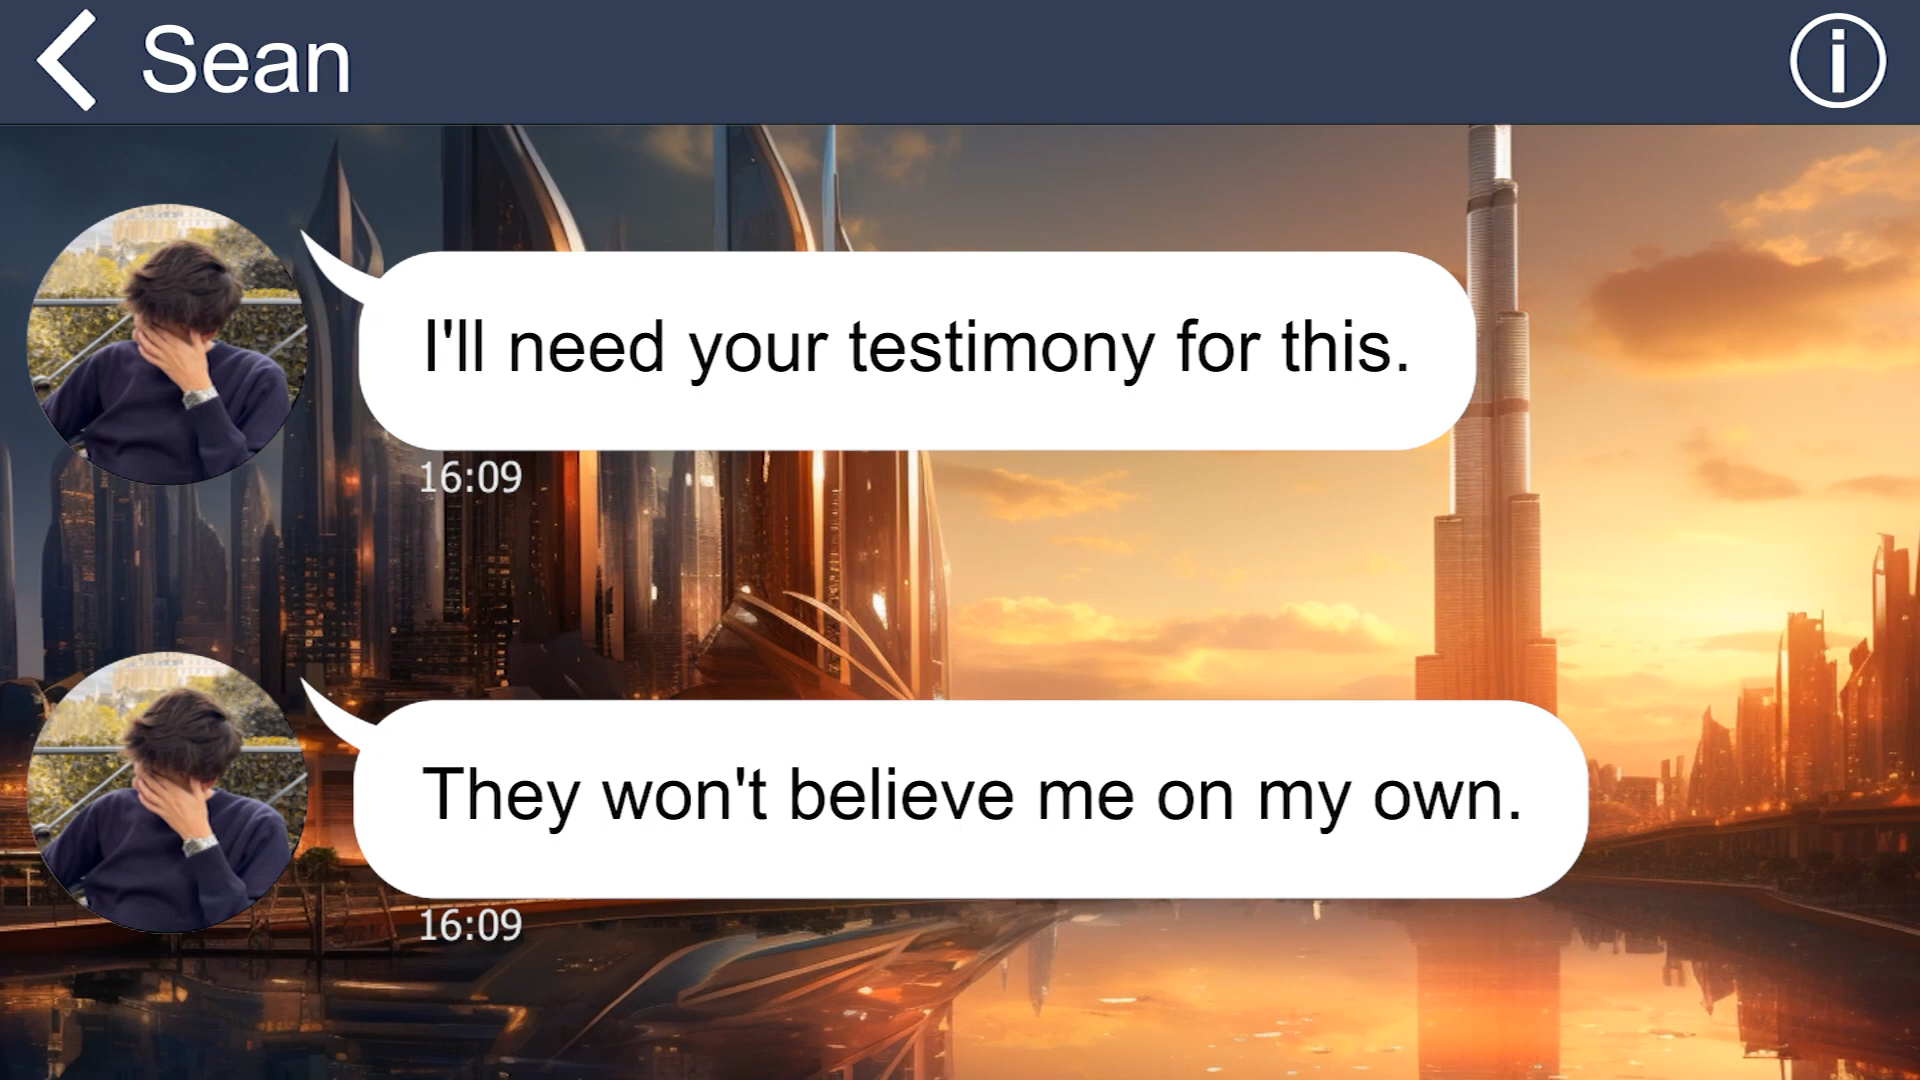 Sean
I'll need your testimony for this.
16:09
They won't believe me on my own.
16:09